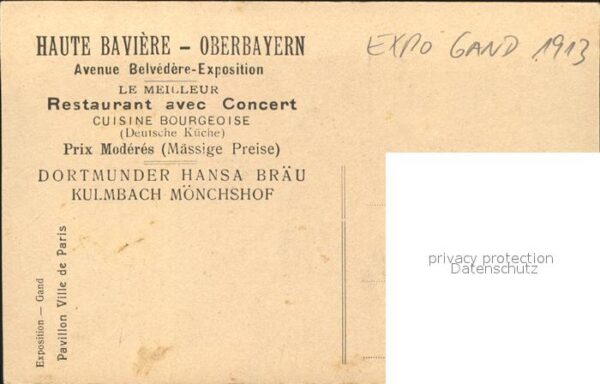 HAUTE BAVIÈRE – OBERBAYERN
Avenue Belvédère-Exposition
LE MEILLEUR
Restaurant avec Concert
CUISINE BOURGEOISE
(Deutsche Küche)
Prix Modérés (Mässige Preise)
DORTMUNDER HANSA BRÄU
KULMBACH MÖNCHSHOF
EXPO GAND 1913
Exposition — Gand
Pavillon Ville de Paris
privacy protection
Datenschutz